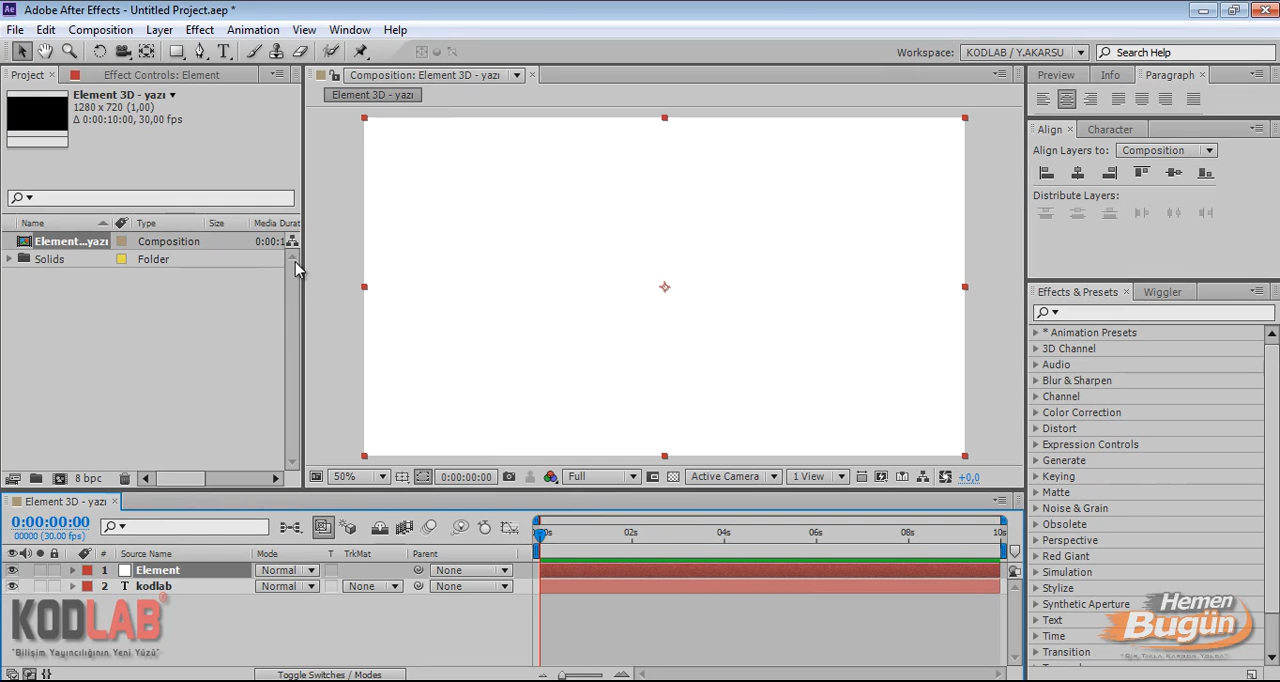 Adobe After Effects - Untitled Project.aep *
File Edit Composition Layer Effect Animation View Window Help
Workspace: KODLAB / Y.AKARSU Search Help
Project Effect Controls: Element
Composition: Element 3D - yazı
Preview Info Paragraph
Element 3D - yazı
1280 x 720 (1,00)
Δ 0:00:10:00, 30,00 fps
Element 3D - yazı
Align Character
Align Layers to: Composition
Distribute Layers:
Name Type Size Media Durat
Element...yazı Composition 0:00:1
Solids Folder
Effects & Presets Wiggler
* Animation Presets
3D Channel
Audio
Blur & Sharpen
Channel
Color Correction
Distort
Expression Controls
Generate
Keying
Matte
Noise & Grain
Obsolete
Perspective
Red Giant
Simulation
Stylize
Synthetic Aperture
Text
Time
Transition
8 bpc
50% 0:00:00:00 Full Active Camera 1 View +0,0
Element 3D - yazı
0:00:00:00
00000 (30.00 fps)
02s 04s 06s 08s 10s
# Source Name Mode T TrkMat Parent
1 Element Normal None
2 T kodlab Normal None None
KODLAB
"Bilişim Yayıncılığının Yeni Yüzü"
Hemen
Bugün
Toggle Switches / Modes